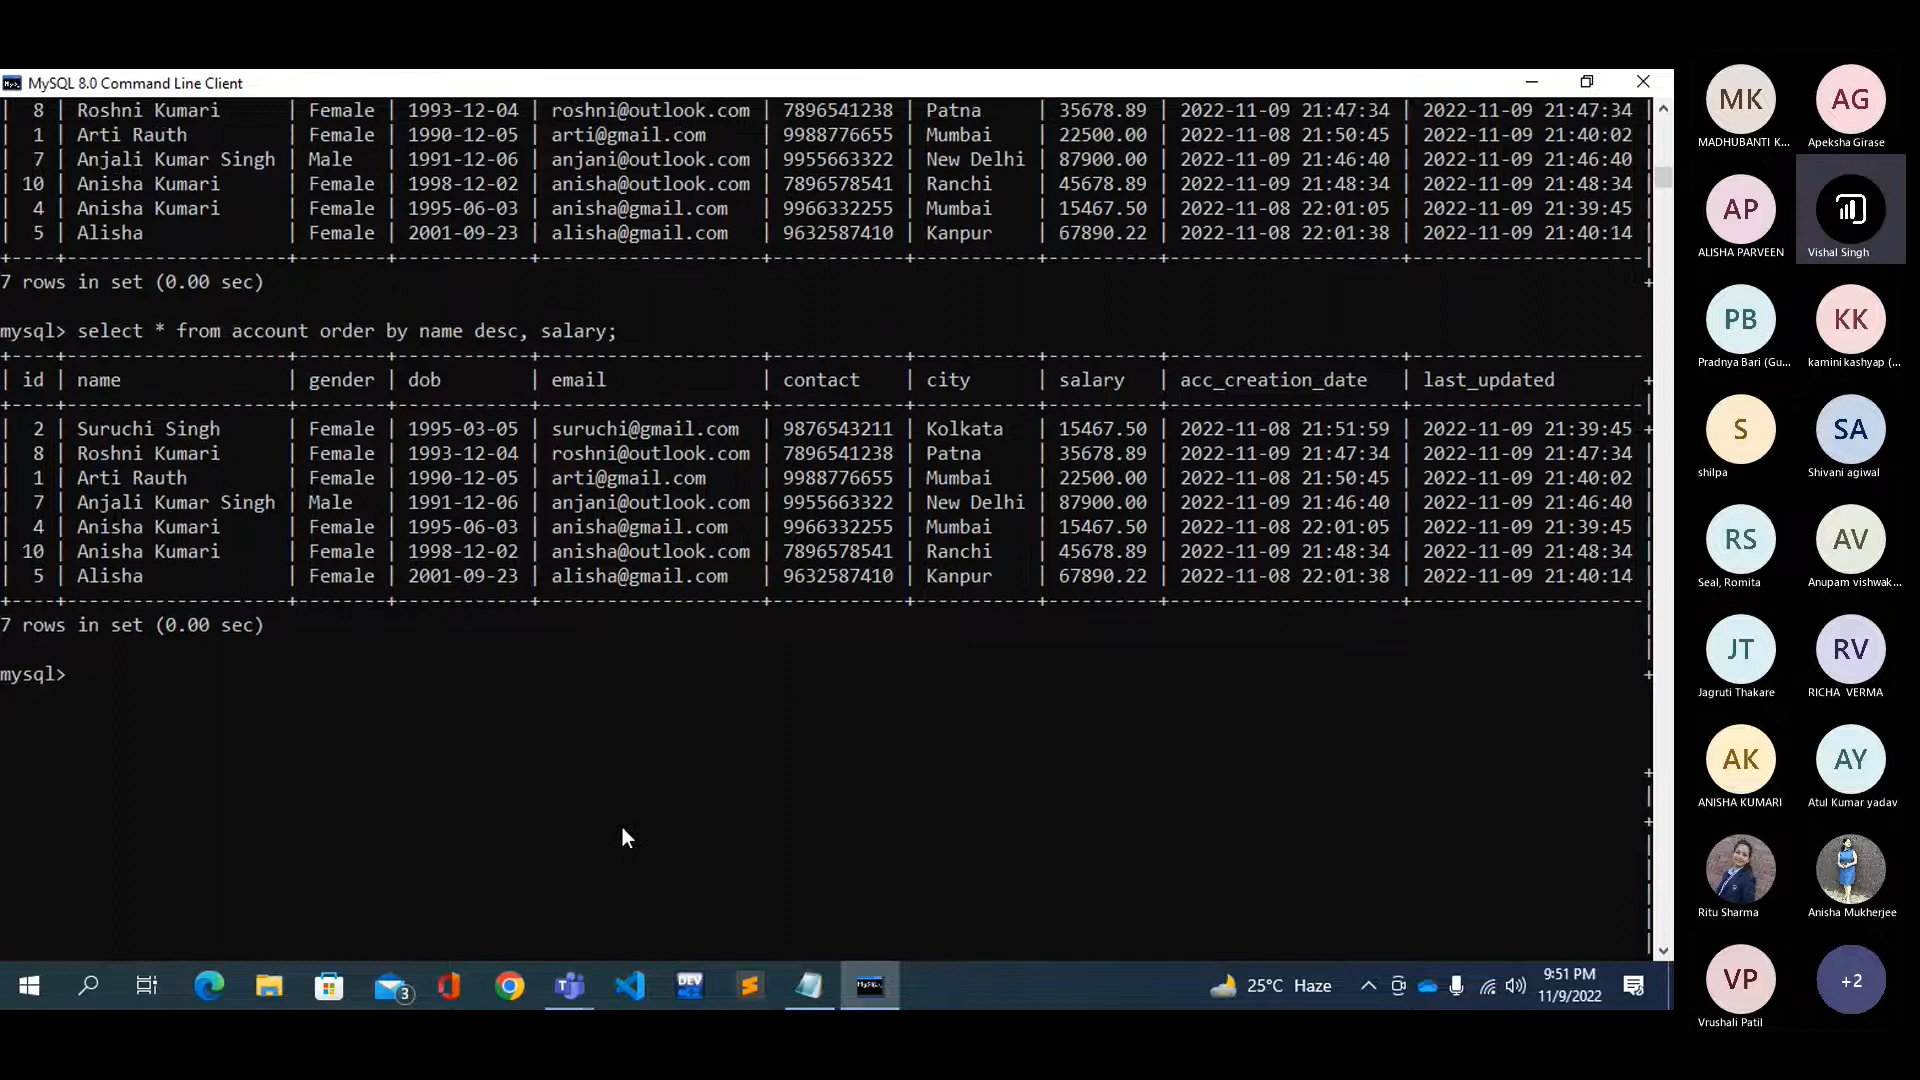 MySQL 8.0 Command Line Client
| 8 | Roshni Kumari | Female | 1993-12-04 | roshni@outlook.com | 7896541238 | Patna | 35678.89 | 2022-11-09 21:47:34 | 2022-11-09 21:47:34
| 1 | Arti Rauth | Female | 1990-12-05 | arti@gmail.com | 9988776655 | Mumbai | 22500.00 | 2022-11-08 21:50:45 | 2022-11-09 21:40:02
| 7 | Anjali Kumar Singh | Male | 1991-12-06 | anjani@outlook.com | 9955663322 | New Delhi | 87900.00 | 2022-11-09 21:46:40 | 2022-11-09 21:46:40
| 10 | Anisha Kumari | Female | 1998-12-02 | anisha@outlook.com | 7896578541 | Ranchi | 45678.89 | 2022-11-09 21:48:34 | 2022-11-09 21:48:34
| 4 | Anisha Kumari | Female | 1995-06-03 | anisha@gmail.com | 9966332255 | Mumbai | 15467.50 | 2022-11-08 22:01:05 | 2022-11-09 21:39:45
| 5 | Alisha | Female | 2001-09-23 | alisha@gmail.com | 9632587410 | Kanpur | 67890.22 | 2022-11-08 22:01:38 | 2022-11-09 21:40:14
7 rows in set (0.00 sec)
mysql> select * from account order by name desc, salary;
| id | name | gender | dob | email | contact | city | salary | acc_creation_date | last_updated
| 2 | Suruchi Singh | Female | 1995-03-05 | suruchi@gmail.com | 9876543211 | Kolkata | 15467.50 | 2022-11-08 21:51:59 | 2022-11-09 21:39:45
| 8 | Roshni Kumari | Female | 1993-12-04 | roshni@outlook.com | 7896541238 | Patna | 35678.89 | 2022-11-09 21:47:34 | 2022-11-09 21:47:34
| 1 | Arti Rauth | Female | 1990-12-05 | arti@gmail.com | 9988776655 | Mumbai | 22500.00 | 2022-11-08 21:50:45 | 2022-11-09 21:40:02
| 7 | Anjali Kumar Singh | Male | 1991-12-06 | anjani@outlook.com | 9955663322 | New Delhi | 87900.00 | 2022-11-09 21:46:40 | 2022-11-09 21:46:40
| 4 | Anisha Kumari | Female | 1995-06-03 | anisha@gmail.com | 9966332255 | Mumbai | 15467.50 | 2022-11-08 22:01:05 | 2022-11-09 21:39:45
| 10 | Anisha Kumari | Female | 1998-12-02 | anisha@outlook.com | 7896578541 | Ranchi | 45678.89 | 2022-11-09 21:48:34 | 2022-11-09 21:48:34
| 5 | Alisha | Female | 2001-09-23 | alisha@gmail.com | 9632587410 | Kanpur | 67890.22 | 2022-11-08 22:01:38 | 2022-11-09 21:40:14
7 rows in set (0.00 sec)
mysql>
3
DEV
MySQL
25°C Haze
9:51 PM
11/9/2022
MK AG
MADHUBANTI K... Apeksha Girase
AP
ALISHA PARVEEN Vishal Singh
PB KK
Pradnya Bari (Gu... kamini kashyap (...
S SA
shilpa Shivani agiwal
RS AV
Seal, Romita Anupam vishwak...
JT RV
Jagruti Thakare RICHA VERMA
AK AY
ANISHA KUMARI Atul Kumar yadav
Ritu Sharma Anisha Mukherjee
VP +2
Vrushali Patil